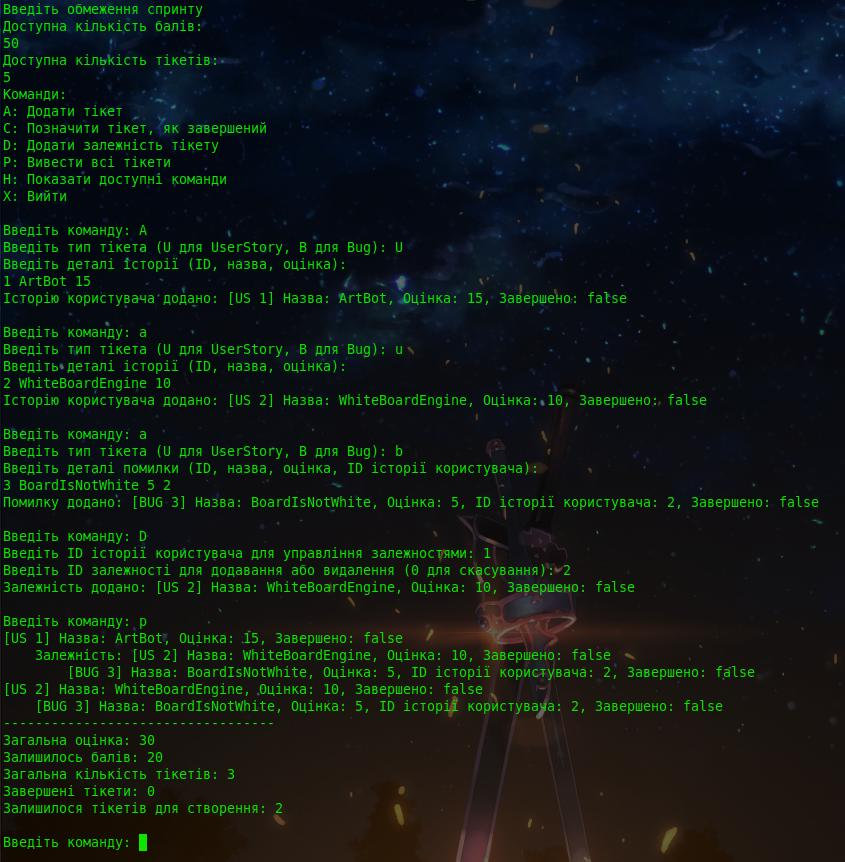 Введіть обмеження спринту
Доступна кількість балів:
50
Доступна кількість тікетів:
5
Команди:
A: Додати тікет
C: Позначити тікет, як завершений
D: Додати залежність тікету
P: Вивести всі тікети
H: Показати доступні команди
X: Вийти
Введіть команду: A
Введіть тип тікета (U для UserStory, B для Bug): U
Введіть деталі історії (ID, назва, оцінка):
1 ArtBot 15
Історію користувача додано: [US 1] Назва: ArtBot, Оцінка: 15, Завершено: false
Введіть команду: a
Введіть тип тікета (U для UserStory, B для Bug): u
Введіть деталі історії (ID, назва, оцінка):
2 WhiteBoardEngine 10
Історію користувача додано: [US 2] Назва: WhiteBoardEngine, Оцінка: 10, Завершено: false
Введіть команду: a
Введіть тип тікета (U для UserStory, B для Bug): b
Введіть деталі помилки (ID, назва, оцінка, ID історії користувача):
3 BoardIsNotWhite 5 2
Помилку додано: [BUG 3] Назва: BoardIsNotWhite, Оцінка: 5, ID історії користувача: 2, Завершено: false
Введіть команду: D
Введіть ID історії користувача для управління залежностями: 1
Введіть ID залежності для додавання або видалення (0 для скасування): 2
Залежність додано: [US 2] Назва: WhiteBoardEngine, Оцінка: 10, Завершено: false
Введіть команду: p
[US 1] Назва: ArtBot, Оцінка: 15, Завершено: false
    Залежність: [US 2] Назва: WhiteBoardEngine, Оцінка: 10, Завершено: false
        [BUG 3] Назва: BoardIsNotWhite, Оцінка: 5, ID історії користувача: 2, Завершено: false
[US 2] Назва: WhiteBoardEngine, Оцінка: 10, Завершено: false
    [BUG 3] Назва: BoardIsNotWhite, Оцінка: 5, ID історії користувача: 2, Завершено: false
----------------------------------
Загальна оцінка: 30
Залишилось балів: 20
Загальна кількість тікетів: 3
Завершені тікети: 0
Залишилося тікетів для створення: 2
Введіть команду: